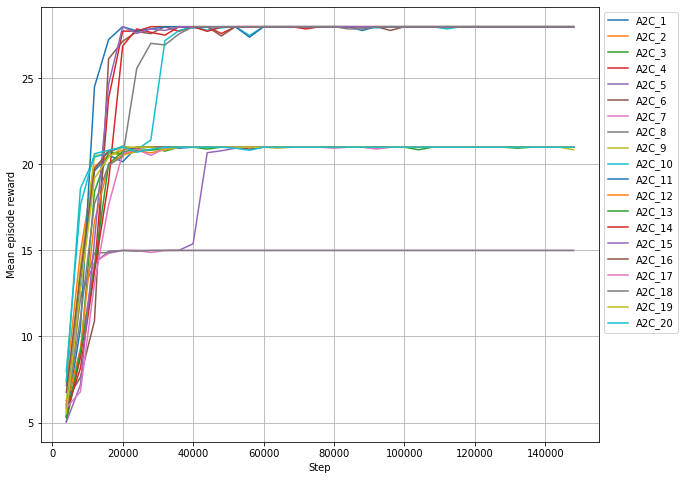 Mean episode reward
25
20
15
10
5
0
20000
40000
60000
80000
100000
120000
140000
Step
A2C_1
A2C_2
A2C_3
A2C_4
A2C_5
A2C_6
A2C_7
A2C_8
A2C_9
A2C_10
A2C_11
A2C_12
A2C_13
A2C_14
A2C_15
A2C_16
A2C_17
A2C_18
A2C_19
A2C_20